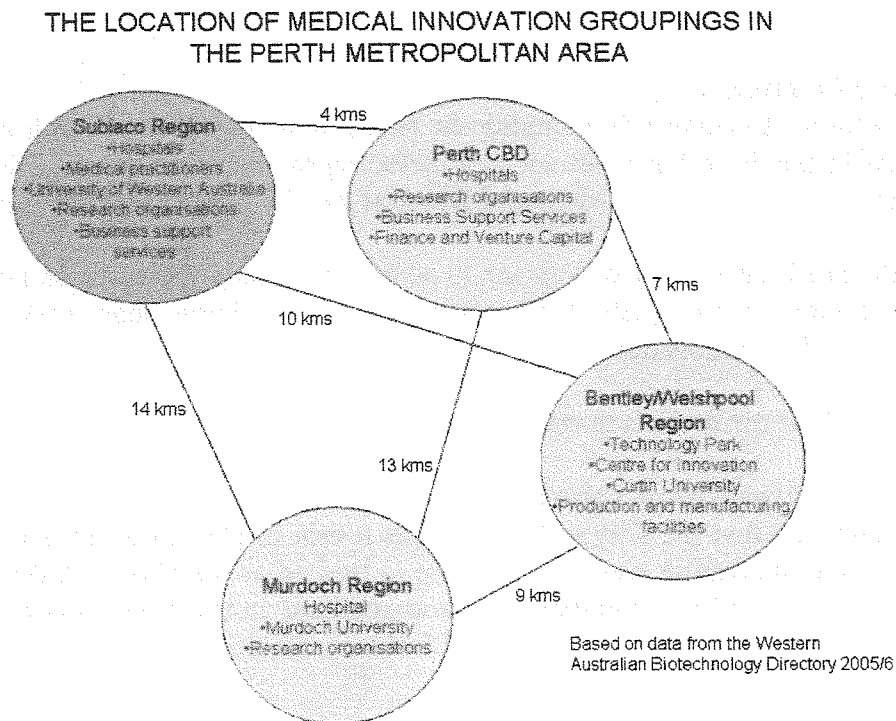 THE LOCATION OF MEDICAL INNOVATION GROUPINGS IN
THE PERTH METROPOLITAN AREA
4 kms
Subiaco Region
•Hospitals
•Medical practitioners
•University of Western Australia
•Research organisations
•Business support
services
Perth CBD
•Hospitals
•Research organisations
•Business Support Services
•Finance and Venture Capital
7 kms
10 kms
14 kms
13 kms
Bentley/Welshpool
Region
•Technology Park
•Centre for Innovation
•Curtin University
•Production and manufacturing
facilities
Murdoch Region
Hospital
•Murdoch University
•Research organisations
9 kms
Based on data from the Western
Australian Biotechnology Directory 2005/6